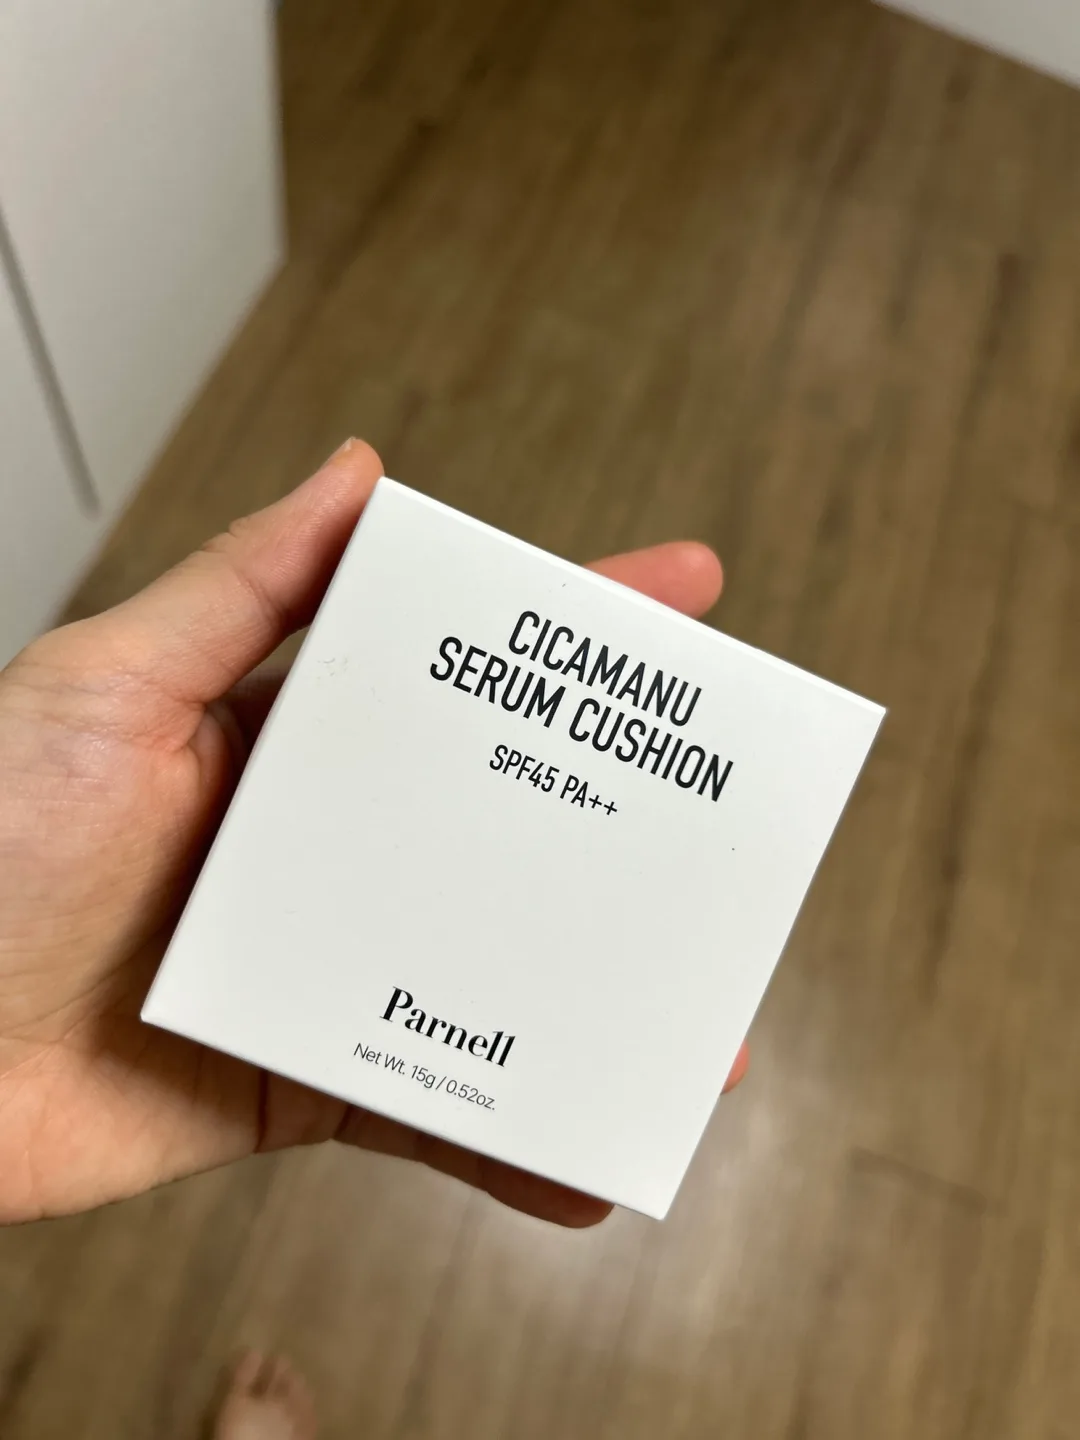 CICAMANU
SERUM CUSHION
SPF45 PA++
Parnell
Net Wt. 15g / 0.52oz.